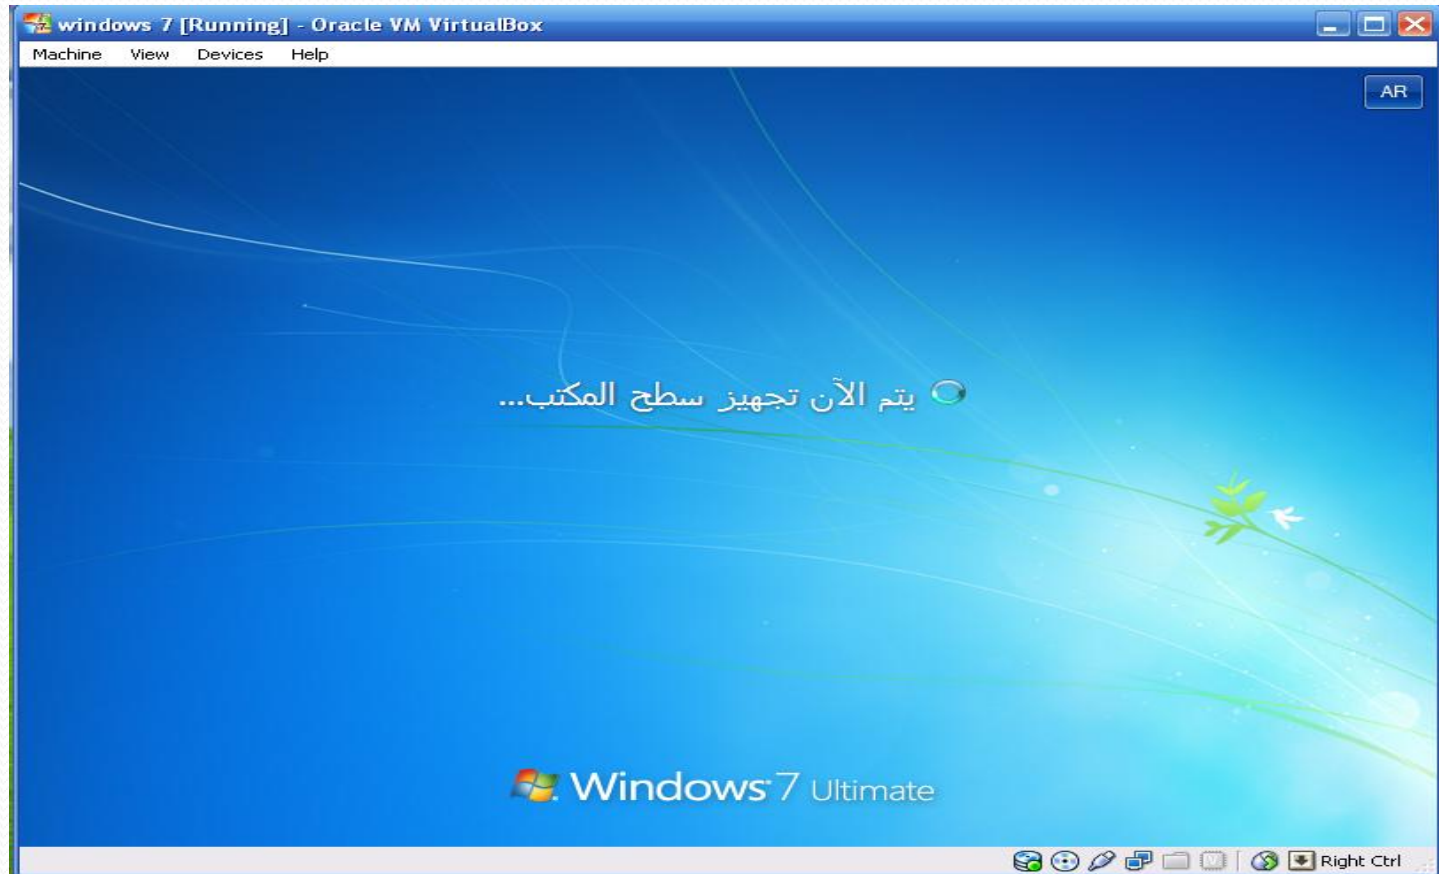 windows 7 [Running] - Oracle VM VirtualBox
Machine View Devices Help
AR
يتم الآن تجهيز سطح المكتب...
Windows 7 Ultimate
Right Ctrl